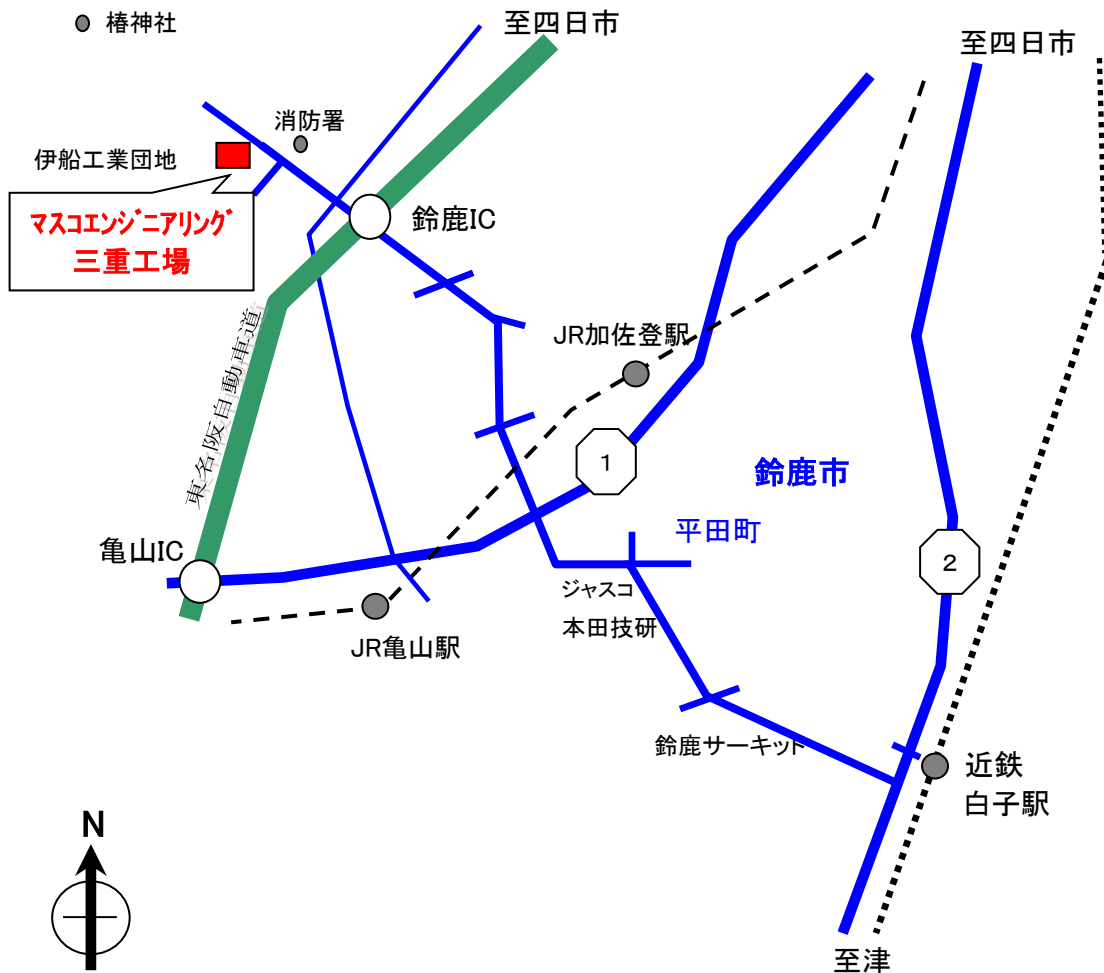 椿神社
至四日市
至四日市
消防署
伊船工業団地
マスコエンジニアリング
三重工場
鈴鹿IC
東名阪自動車道
JR加佐登駅
1
鈴鹿市
平田町
亀山IC
2
ジャスコ
本田技研
JR亀山駅
鈴鹿サーキット
近鉄
白子駅
N
至津